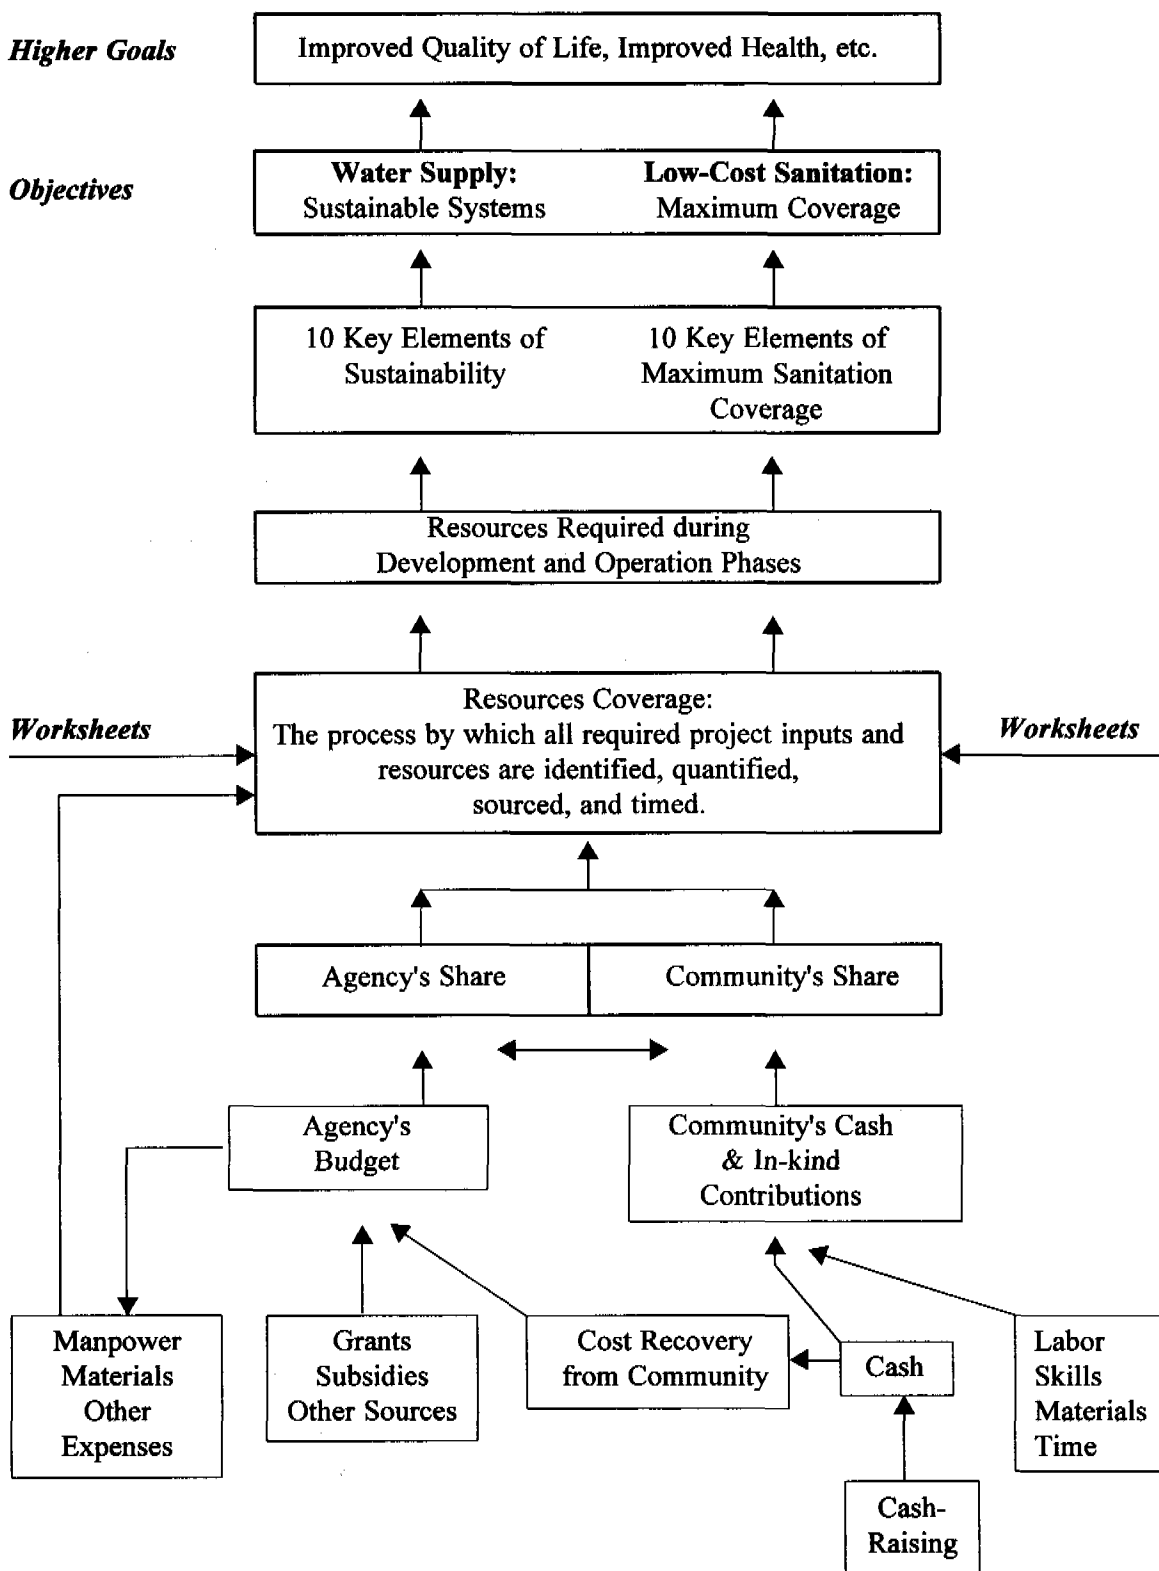 Higher Goals
Improved Quality of Life, Improved Health, etc.
Objectives
Water Supply:
Sustainable Systems
Low-Cost Sanitation:
Maximum Coverage
10 Key Elements of
Sustainability
10 Key Elements of
Maximum Sanitation
Coverage
Resources Required during
Development and Operation Phases
Worksheets
Resources Coverage:
The process by which all required project inputs and
resources are identified, quantified,
sourced, and timed.
Worksheets
Agency's Share
Community's Share
Agency's
Budget
Community's Cash
& In-kind
Contributions
Manpower
Materials
Other
Expenses
Grants
Subsidies
Other Sources
Cost Recovery
from Community
Cash
Labor
Skills
Materials
Time
Cash-
Raising